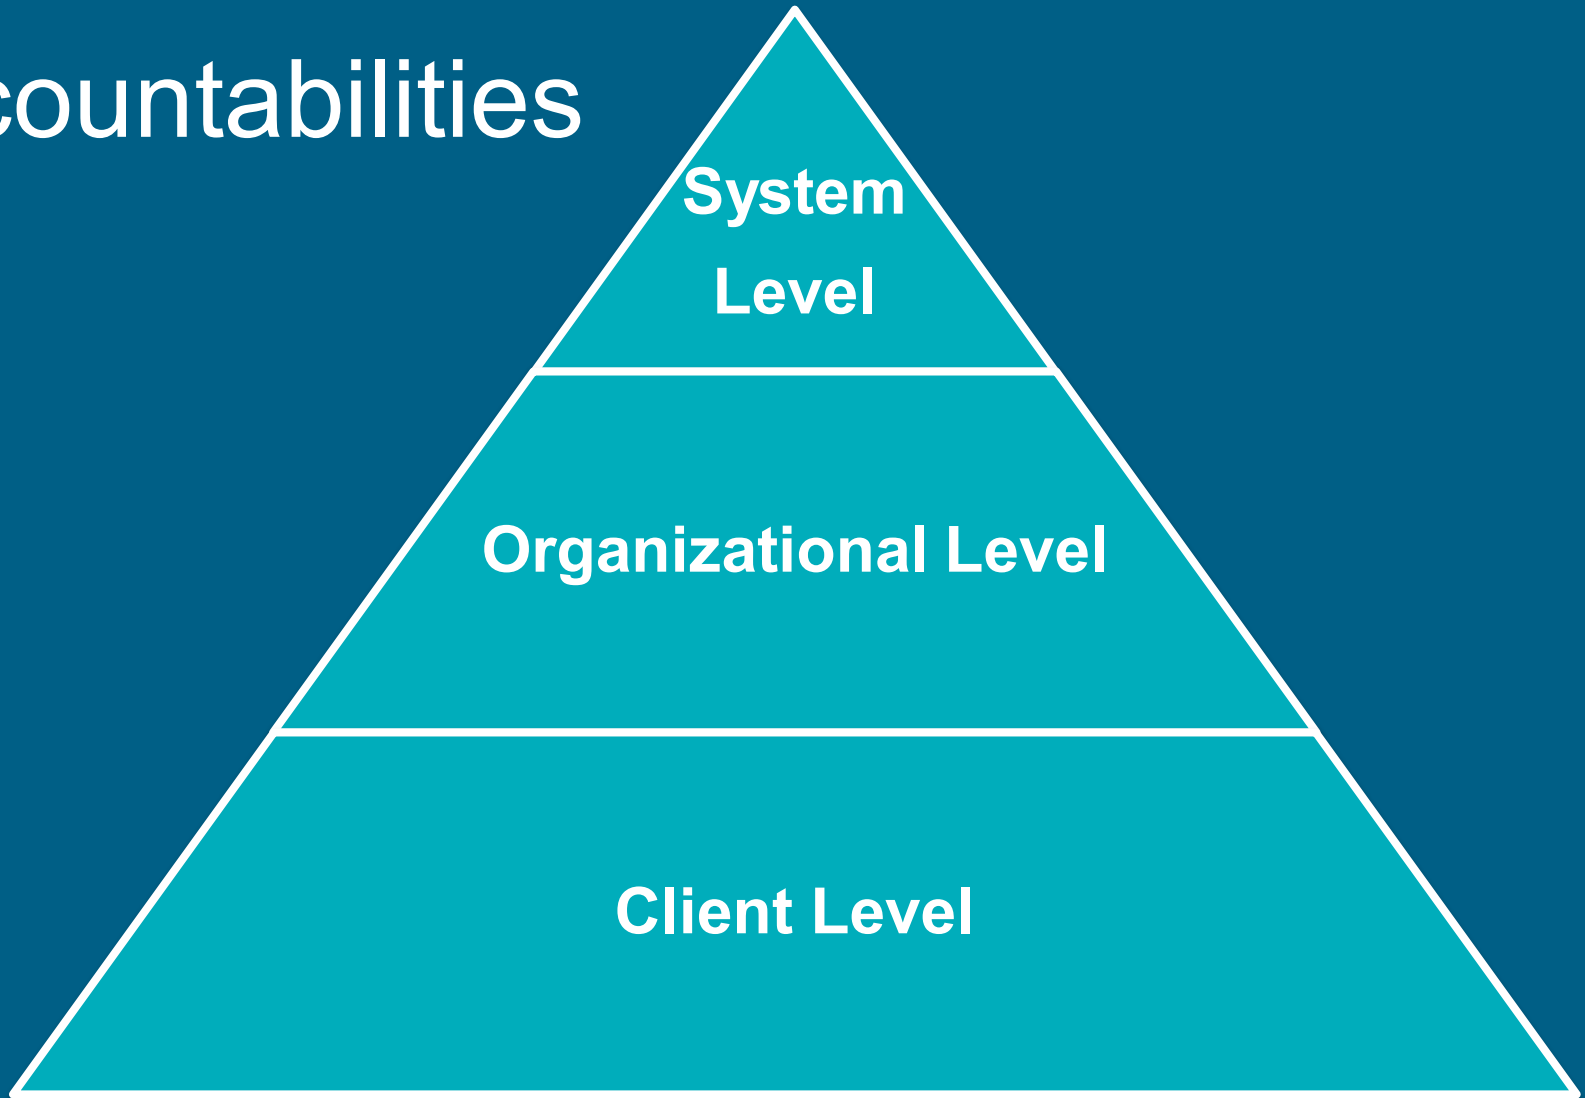 countabilities
System
Level
Organizational Level
Client Level